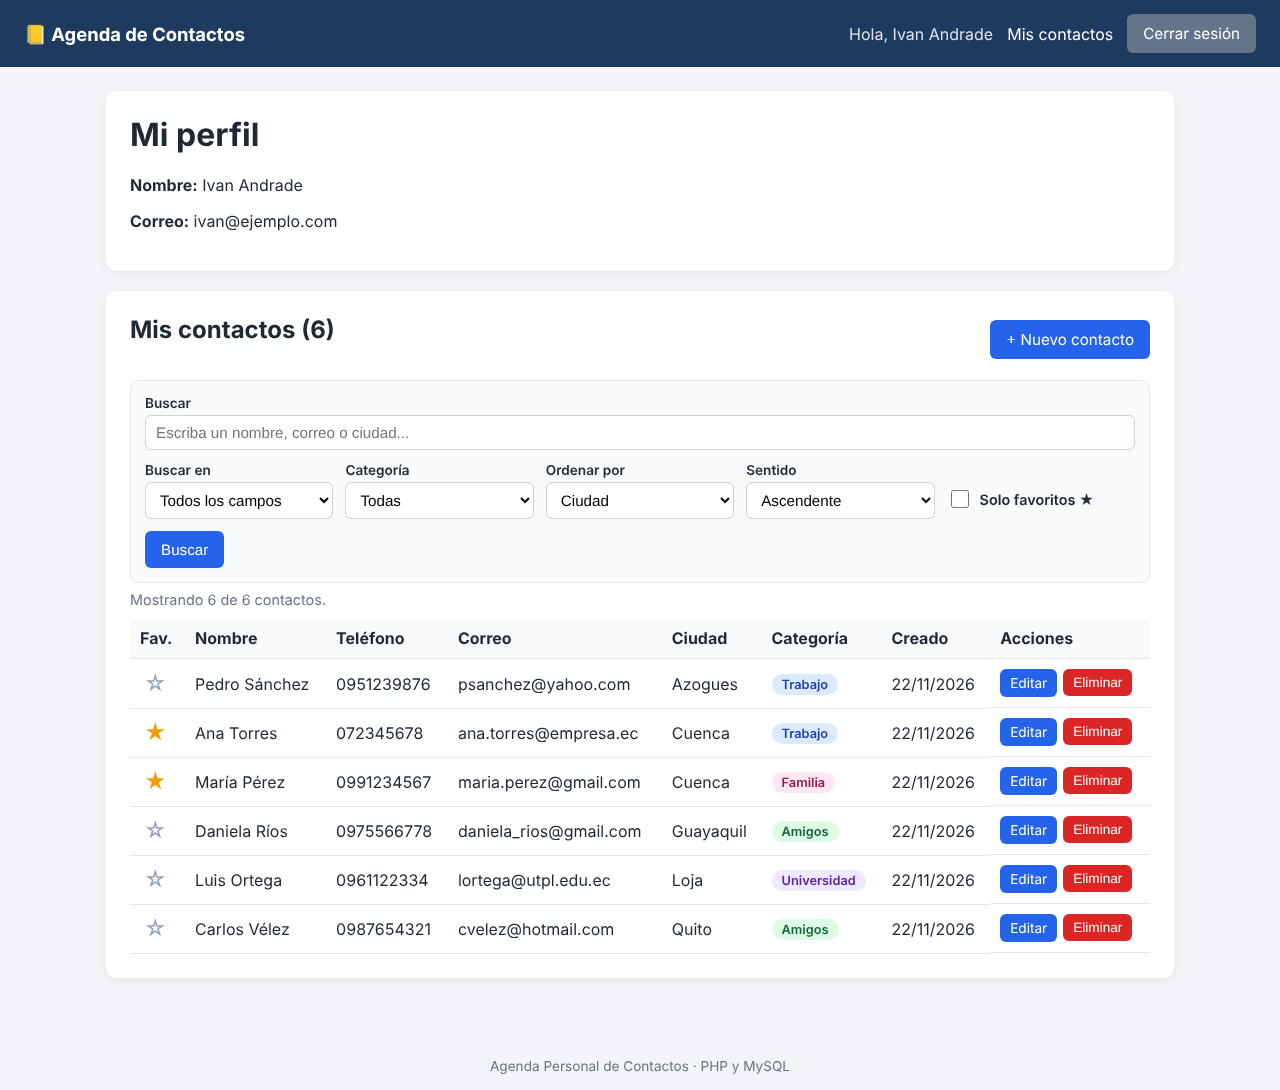 📒 Agenda de Contactos
Hola, Ivan Andrade Mis contactos Cerrar sesión
Mi perfil
Nombre: Ivan Andrade
Correo: ivan@ejemplo.com
Mis contactos (6)
+ Nuevo contacto
Buscar
Escriba un nombre, correo o ciudad...
Buscar en Categoría Ordenar por Sentido
Todos los campos Todas Ciudad Ascendente Solo favoritos ★
Buscar
Mostrando 6 de 6 contactos.
Fav. Nombre Teléfono Correo Ciudad Categoría Creado Acciones
☆ Pedro Sánchez 0951239876 psanchez@yahoo.com Azogues Trabajo 22/11/2026 Editar Eliminar
★ Ana Torres 072345678 ana.torres@empresa.ec Cuenca Trabajo 22/11/2026 Editar Eliminar
★ María Pérez 0991234567 maria.perez@gmail.com Cuenca Familia 22/11/2026 Editar Eliminar
☆ Daniela Ríos 0975566778 daniela_rios@gmail.com Guayaquil Amigos 22/11/2026 Editar Eliminar
☆ Luis Ortega 0961122334 lortega@utpl.edu.ec Loja Universidad 22/11/2026 Editar Eliminar
☆ Carlos Vélez 0987654321 cvelez@hotmail.com Quito Amigos 22/11/2026 Editar Eliminar
Agenda Personal de Contactos · PHP y MySQL